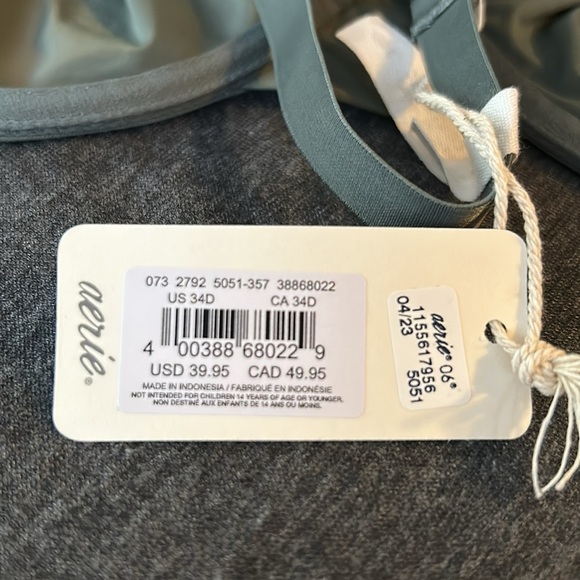 aerie®
073 2792 5051-357 38868022
US 34D CA 34D
4 00388 68022 9
USD 39.95 CAD 49.95
MADE IN INDONESIA / FABRIQUÉ EN INDONÉSIE
NOT INTENDED FOR CHILDREN 14 YEARS OF AGE OR YOUNGER.
NON DESTINÉ AUX ENFANTS DE 14 ANS OU MOINS.
aerie® 06®
1155617956
04/23 5051